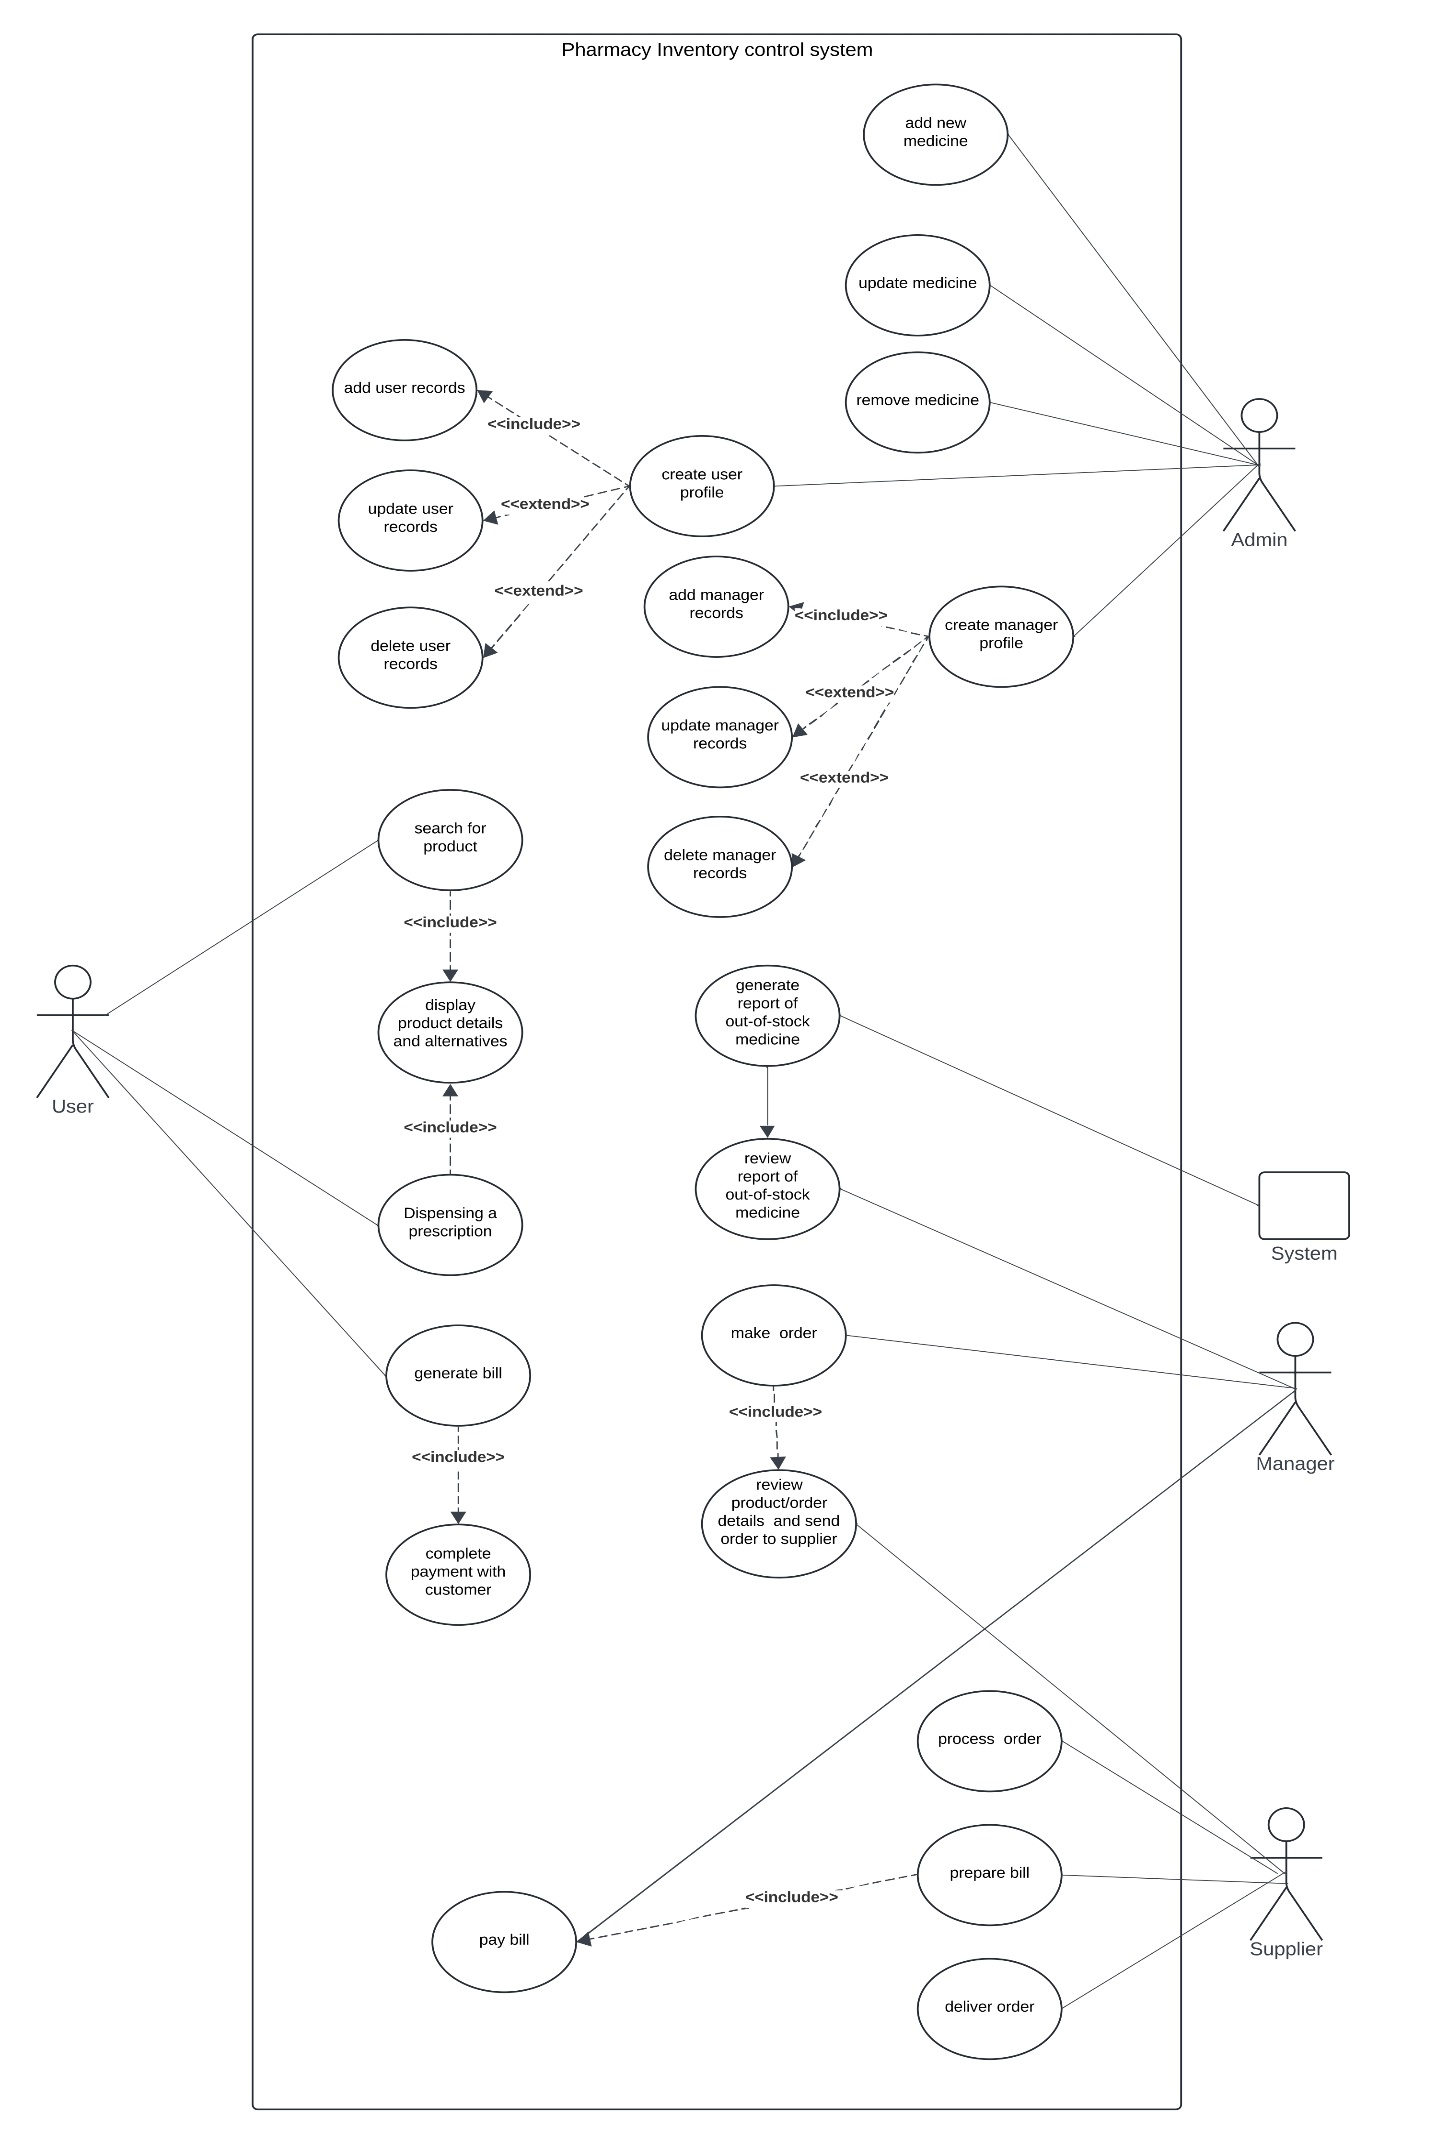 Pharmacy Inventory control system
add new
medicine
update medicine
add user records
remove medicine
<<include>>
create user
profile
<<extend>>
update user
records
Admin
<<extend>>
add manager
records
<<include>>
create manager
profile
delete user
records
<<extend>>
update manager
records
<<extend>>
search for
product
delete manager
records
<<include>>
display
product details
and alternatives
generate
report of
out-of-stock
medicine
User
<<include>>
review
report of
out-of-stock
medicine
Dispensing a
prescription
System
make  order
generate bill
<<include>>
<<include>>
Manager
review
product/order
details  and send
order to supplier
complete
payment with
customer
process  order
prepare bill
<<include>>
pay bill
Supplier
deliver order